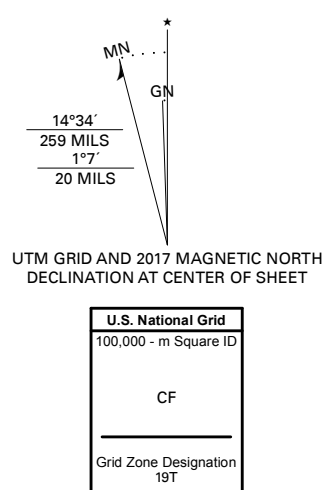 ★
MN
GN
14°34´
259 MILS
1°7´
20 MILS
UTM GRID AND 2017 MAGNETIC NORTH
DECLINATION AT CENTER OF SHEET
U.S. National Grid
100,000 - m Square ID
CF
Grid Zone Designation
19T